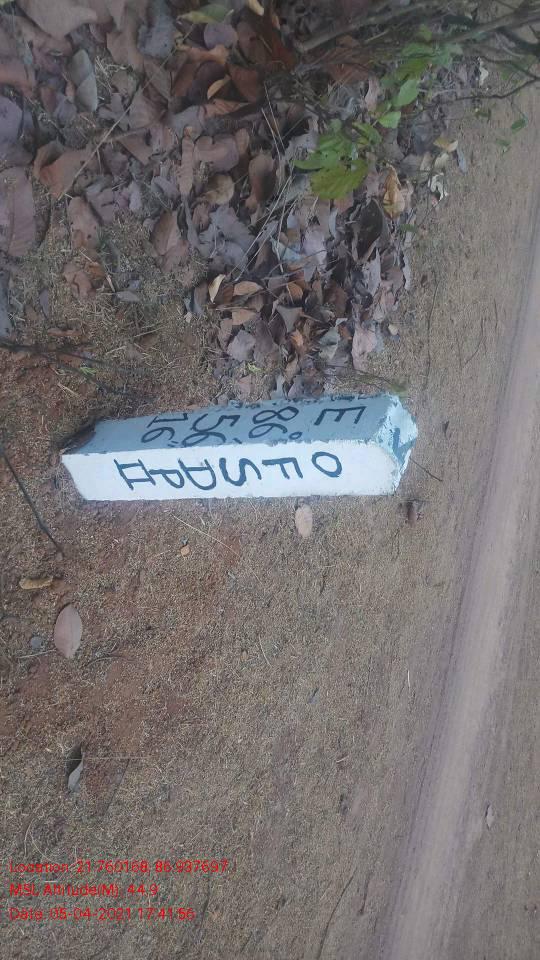 O
F
S
D
P
II
E
86°
56'
16"
Location: 21.760168, 86.937697
MSL Altitude(M): 44.9
Date: 05-04-2021 17:41:56